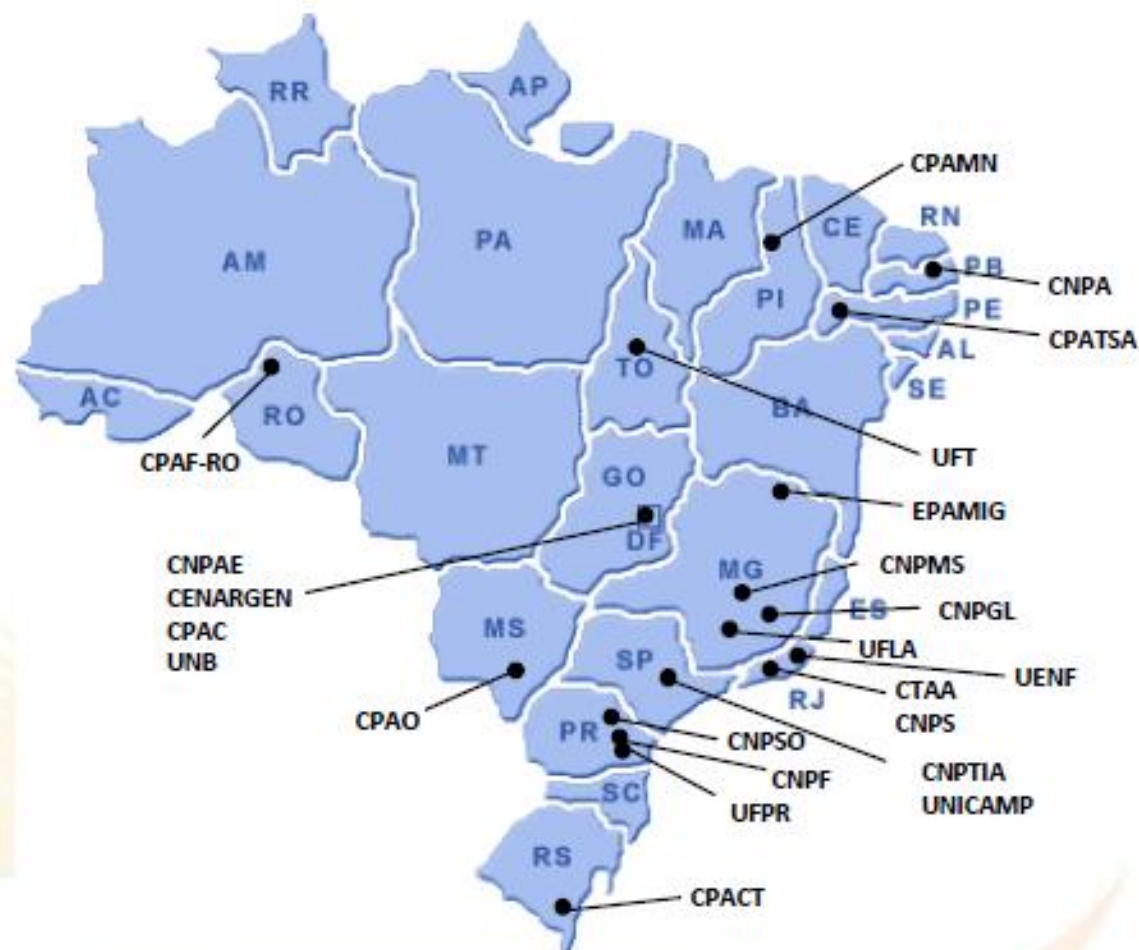 RR
AP
CPAMN
RN
CE
MA
PA
AM
PB
CNPA
PI
PE
CPATSA
AL
TO
SE
AC
RO
BA
CPAF-RO
MT
UFT
GO
EPAMIG
DF
CNPAE
CENARGEN
CPAC
UNB
MG
CNPMS
ES
CNPGL
MS
UFLA
SP
UENF
CTAA
CNPS
RJ
CPAO
PR
CNPSO
CNPF
CNPTIA
UNICAMP
UFPR
SC
RS
CPACT